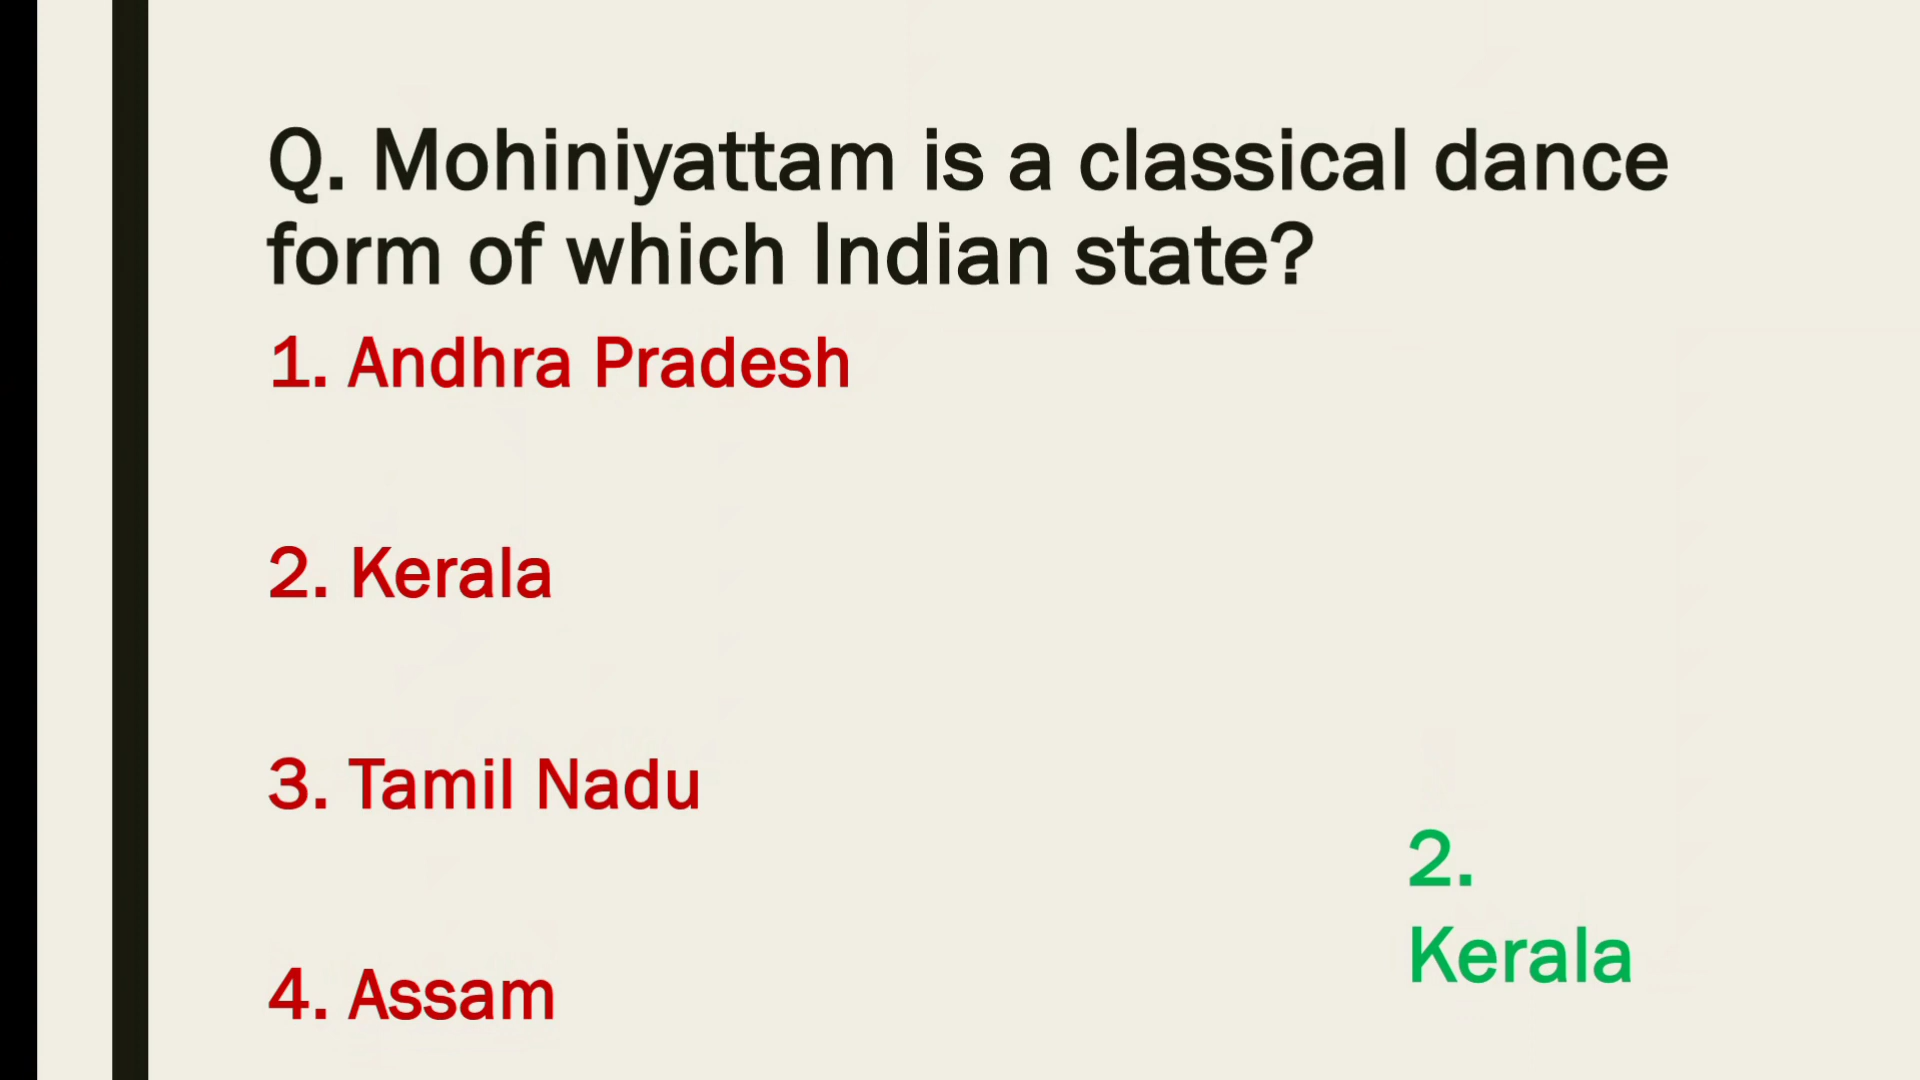 Q. Mohiniyattam is a classical dance
form of which Indian state?
1. Andhra Pradesh
2. Kerala
3. Tamil Nadu
4. Assam
2.
Kerala